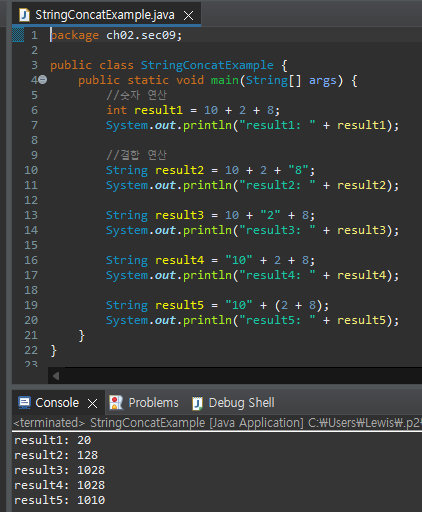 StringConcatExample.java
1 package ch02.sec09;
2
3 public class StringConcatExample {
4 public static void main(String[] args) {
5 //숫자 연산
6 int result1 = 10 + 2 + 8;
7 System.out.println("result1: " + result1);
8
9 //결합 연산
10 String result2 = 10 + 2 + "8";
11 System.out.println("result2: " + result2);
12
13 String result3 = 10 + "2" + 8;
14 System.out.println("result3: " + result3);
15
16 String result4 = "10" + 2 + 8;
17 System.out.println("result4: " + result4);
18
19 String result5 = "10" + (2 + 8);
20 System.out.println("result5: " + result5);
21 }
22 }
23
Console Problems Debug Shell
<terminated> StringConcatExample [Java Application] C:₩Users₩Lewis₩.p2₩
result1: 20
result2: 128
result3: 1028
result4: 1028
result5: 1010